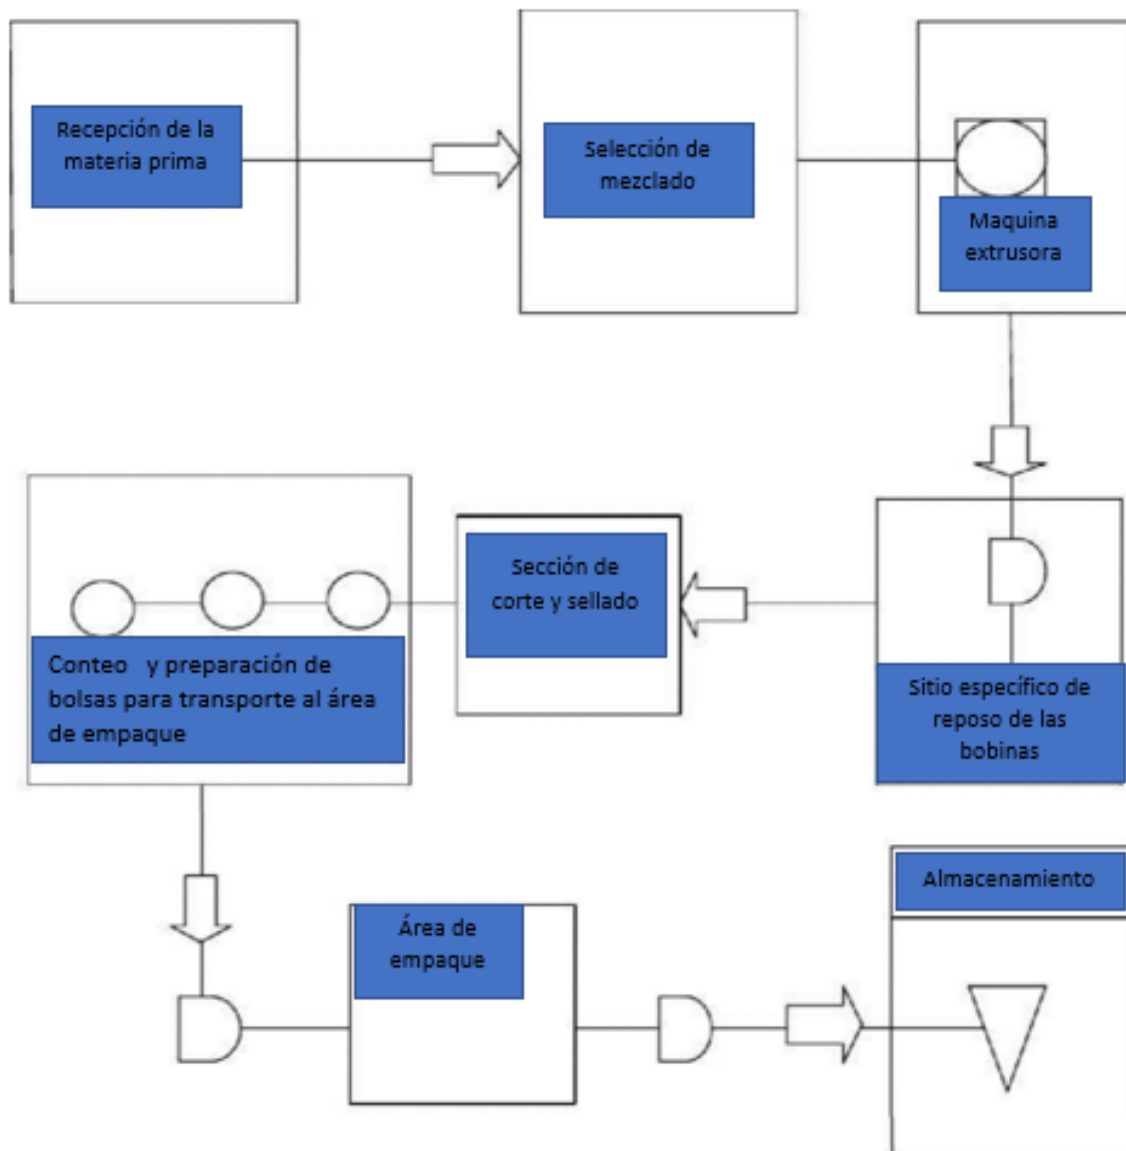 Recepción de la
materia prima
Selección de
mezclado
Maquina
extrusora
Sitio específico de
reposo de las
bobinas
Sección de
corte y sellado
Conteo y preparación de
bolsas para transporte al área
de empaque
Área de
empaque
Almacenamiento